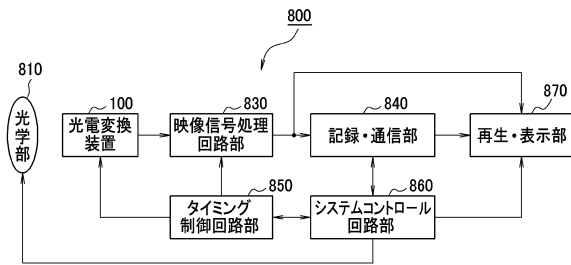 800
810
光学部
100
光電変換
装置
830
映像信号処理
回路部
840
記録・通信部
870
再生・表示部
850
タイミング
制御回路部
860
システムコントロール
回路部